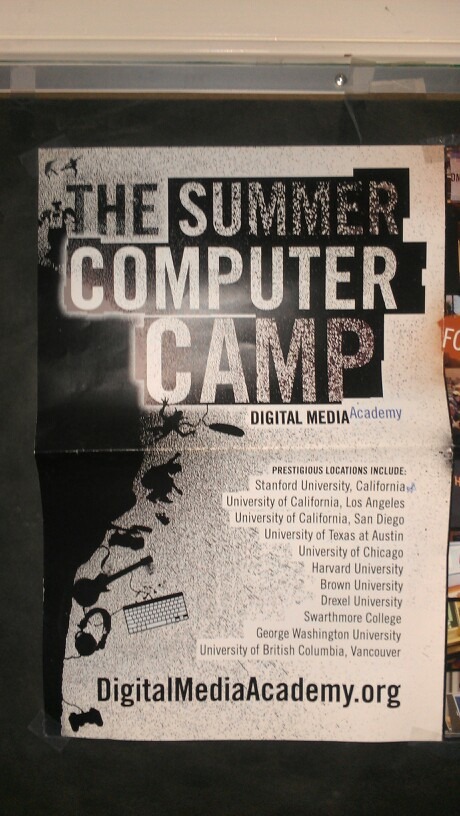 THE SUMMER
COMPUTER
CAMP
DIGITAL MEDIA Academy
PRESTIGIOUS LOCATIONS INCLUDE:
Stanford University, California
University of California, Los Angeles
University of California, San Diego
University of Texas at Austin
University of Chicago
Harvard University
Brown University
Drexel University
Swarthmore College
George Washington University
University of British Columbia, Vancouver
DigitalMediaAcademy.org
FO